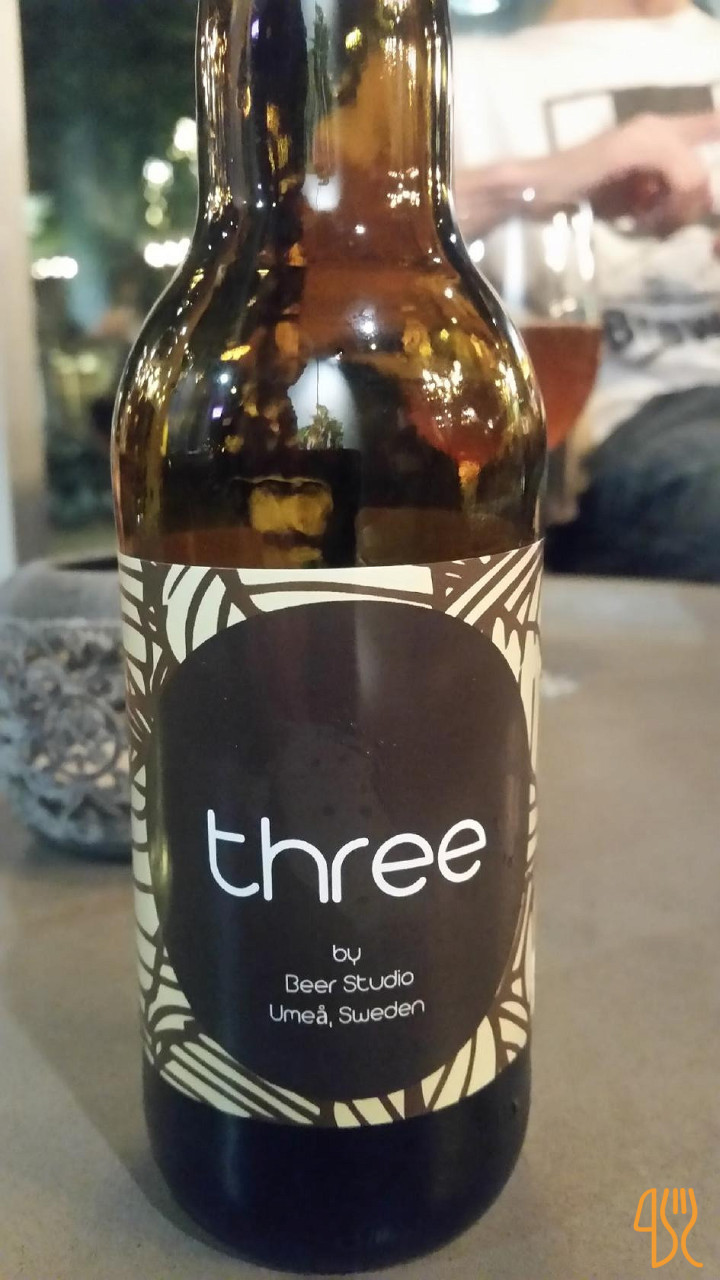 three
by
Beer Studio
Umeå, Sweden